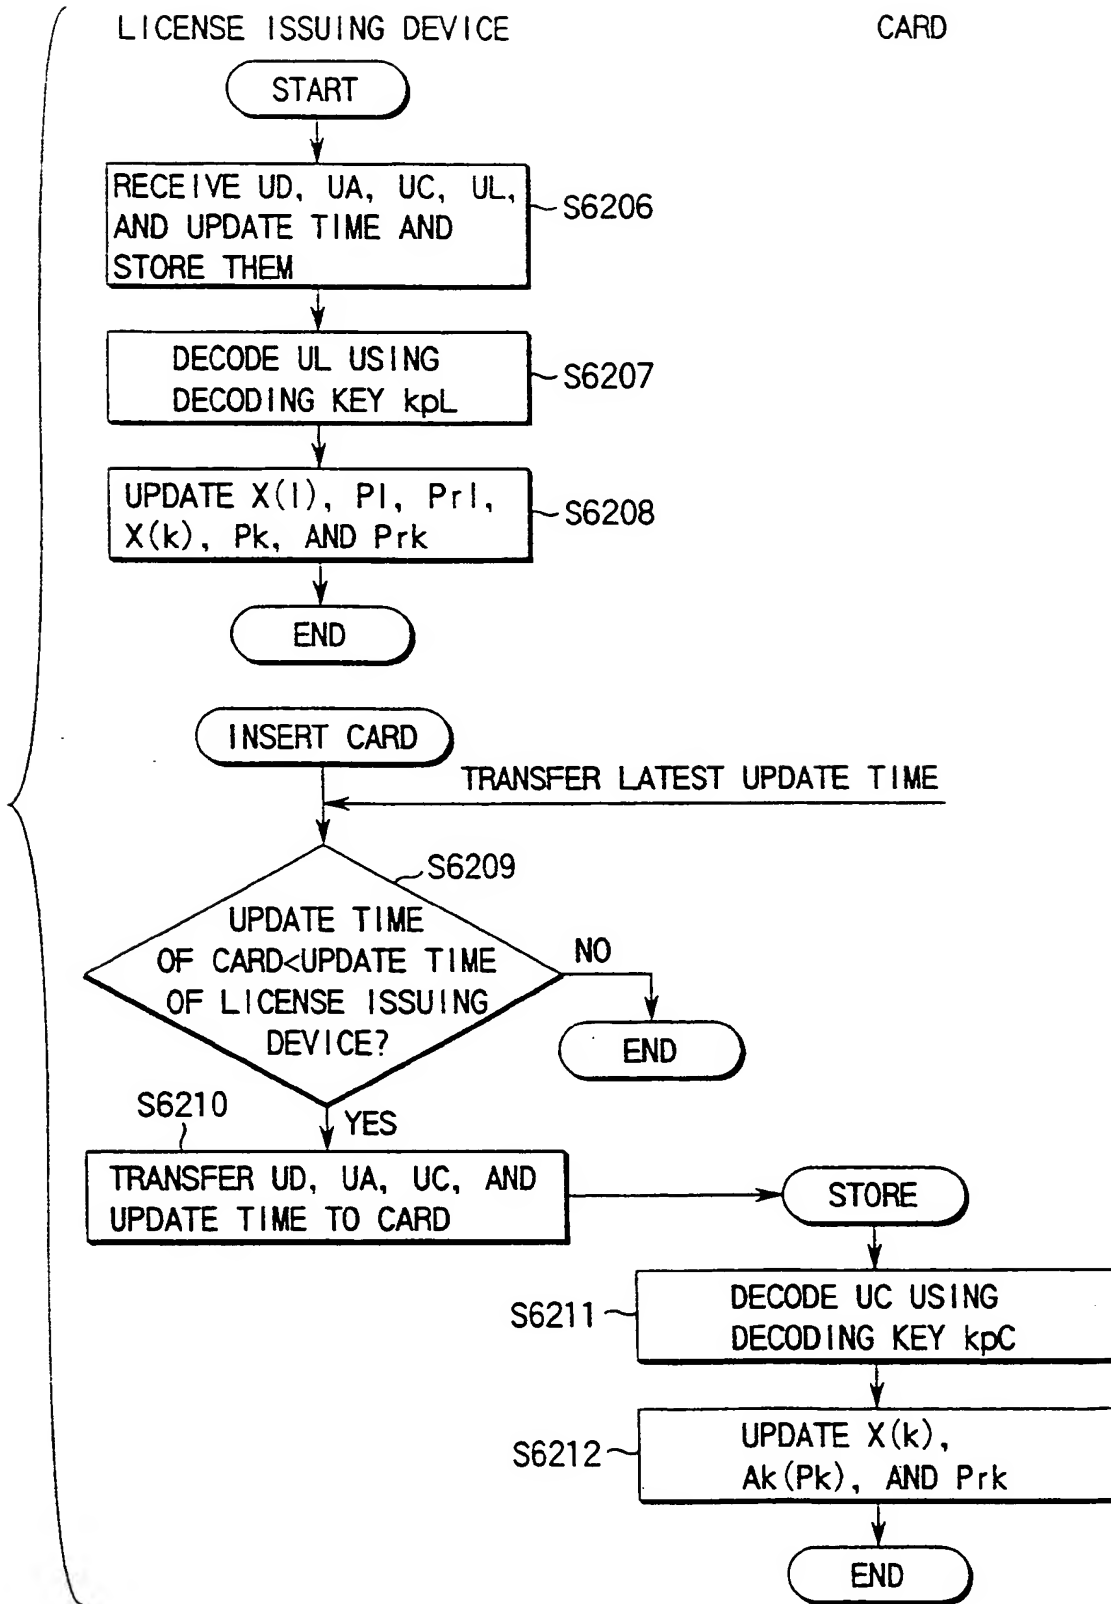 LICENSE ISSUING DEVICE
CARD
START
RECEIVE UD, UA, UC, UL,
AND UPDATE TIME AND
STORE THEM
S6206
DECODE UL USING
DECODING KEY kpL
S6207
UPDATE X(l), Pl, Prl,
X(k), Pk, AND Prk
S6208
END
INSERT CARD
TRANSFER LATEST UPDATE TIME
S6209
UPDATE TIME
OF CARD<UPDATE TIME
OF LICENSE ISSUING
DEVICE?
NO
END
YES
S6210
TRANSFER UD, UA, UC, AND
UPDATE TIME TO CARD
STORE
DECODE UC USING
DECODING KEY kpC
S6211
UPDATE X(k),
Ak(Pk), AND Prk
S6212
END